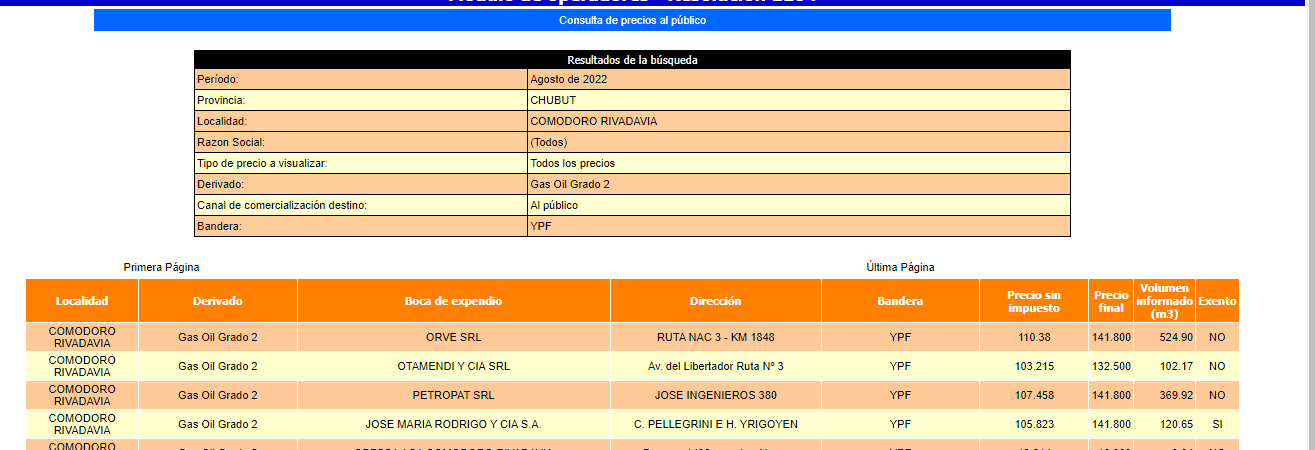 Consulta de precios al público
Resultados de la búsqueda
Período: Agosto de 2022
Provincia: CHUBUT
Localidad: COMODORO RIVADAVIA
Razon Social: (Todos)
Tipo de precio a visualizar: Todos los precios
Derivado: Gas Oil Grado 2
Canal de comercialización destino: Al público
Bandera: YPF
Primera Página Última Página
Localidad Derivado Boca de expendio Dirección Bandera Precio sin impuesto Precio final Volumen informado (m3) Exento
COMODORO RIVADAVIA Gas Oil Grado 2 ORVE SRL RUTA NAC 3 - KM 1848 YPF 110.38 141.800 524.90 NO
COMODORO RIVADAVIA Gas Oil Grado 2 OTAMENDI Y CIA SRL Av. del Libertador Ruta Nº 3 YPF 103.215 132.500 102.17 NO
COMODORO RIVADAVIA Gas Oil Grado 2 PETROPAT SRL JOSE INGENIEROS 380 YPF 107.458 141.800 369.92 NO
COMODORO RIVADAVIA Gas Oil Grado 2 JOSE MARIA RODRIGO Y CIA S.A. C. PELLEGRINI E H. YRIGOYEN YPF 105.823 141.800 120.65 SI
COMODORO